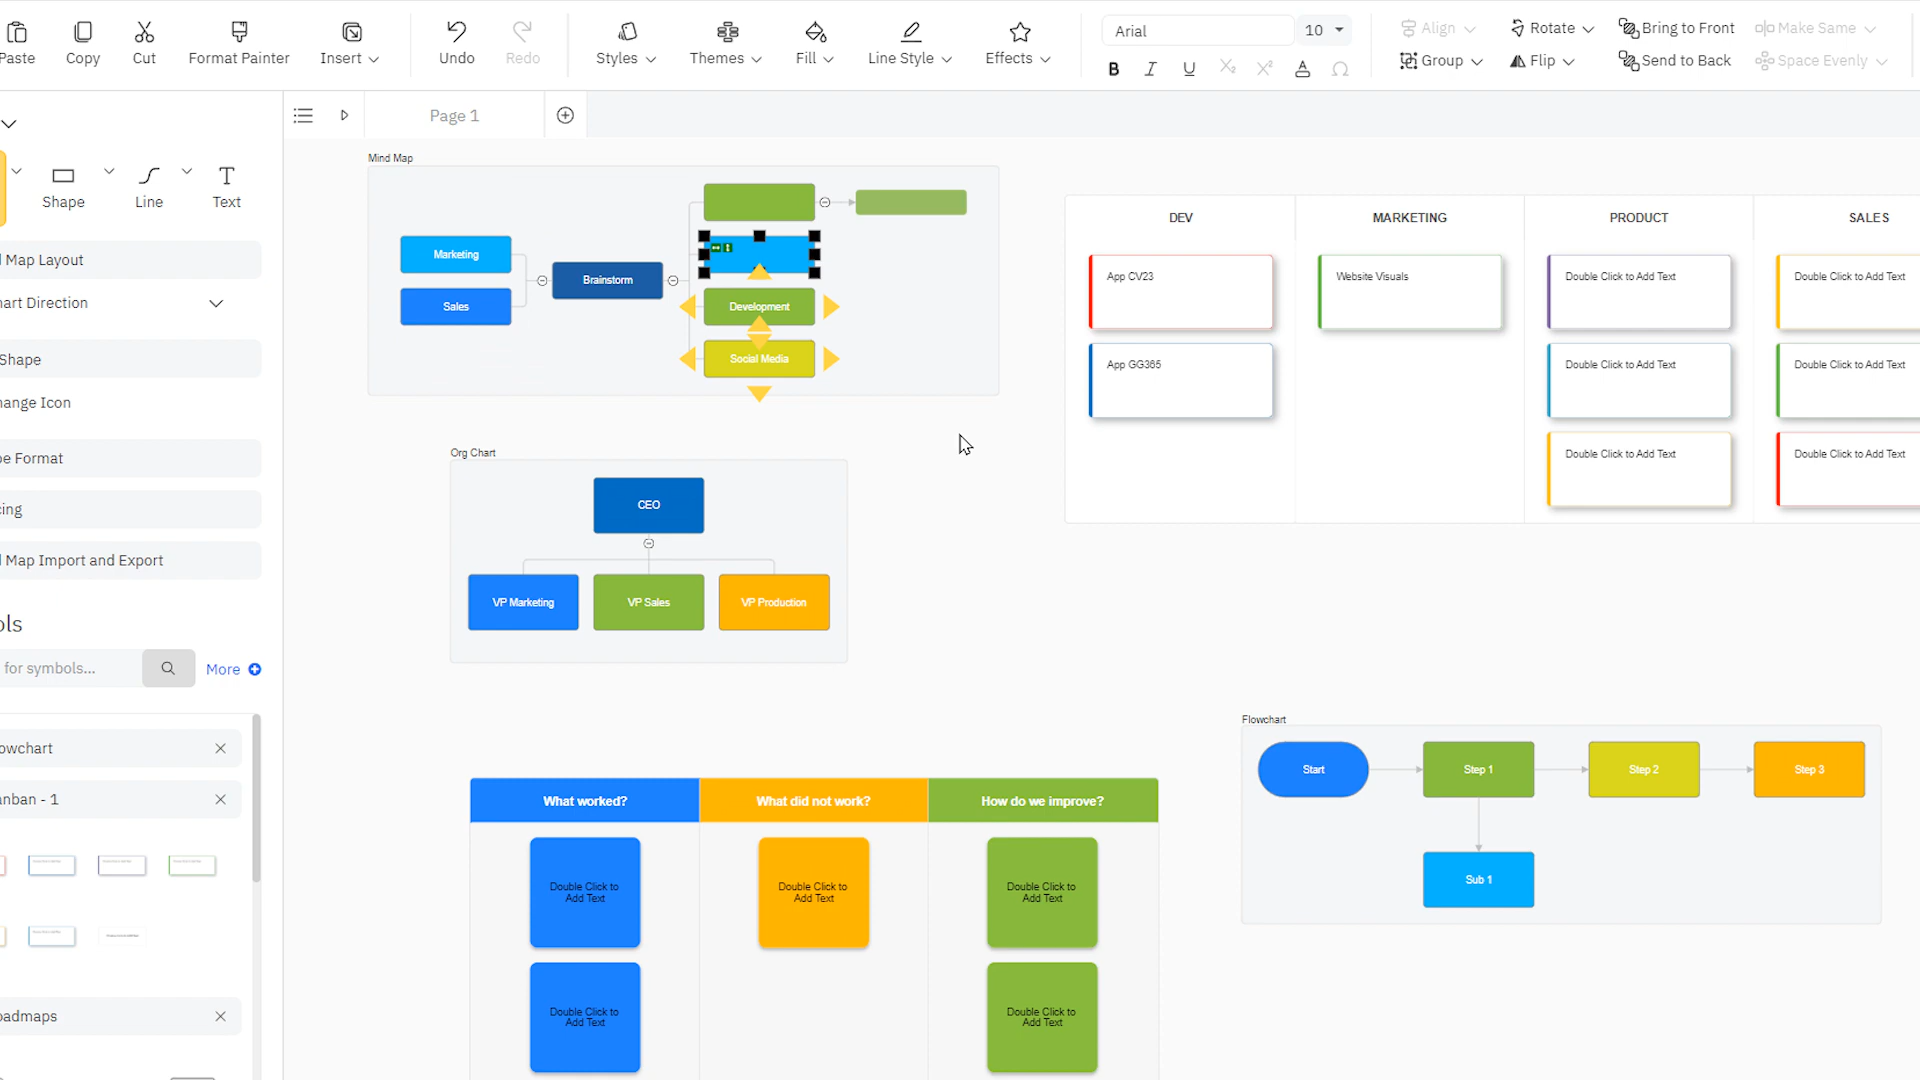 Paste
Copy
Cut
Format Painter
Insert
Undo
Redo
Styles
Themes
Fill
Line Style
Effects
Arial
10
B I U X₂ X² A Ω
Align
Group
Rotate
Flip
Bring to Front
Send to Back
Make Same
Space Evenly
Page 1
Shape
Line
Text
Map Layout
art Direction
Shape
ange Icon
pe Format
cing
Map Import and Export
ols
for symbols...
More
owchart
anban - 1
oadmaps
Mind Map
Marketing
Sales
Brainstorm
Development
Social Media
Org Chart
CEO
VP Marketing
VP Sales
VP Production
DEV
MARKETING
PRODUCT
SALES
App CV23
Website Visuals
Double Click to Add Text
Double Click to Add Text
App GG365
Double Click to Add Text
Double Click to Add Text
Double Click to Add Text
Double Click to Add Text
What worked?
What did not work?
How do we improve?
Double Click to
Add Text
Double Click to
Add Text
Double Click to
Add Text
Double Click to
Add Text
Double Click to
Add Text
Flowchart
Start
Step 1
Step 2
Step 3
Sub 1